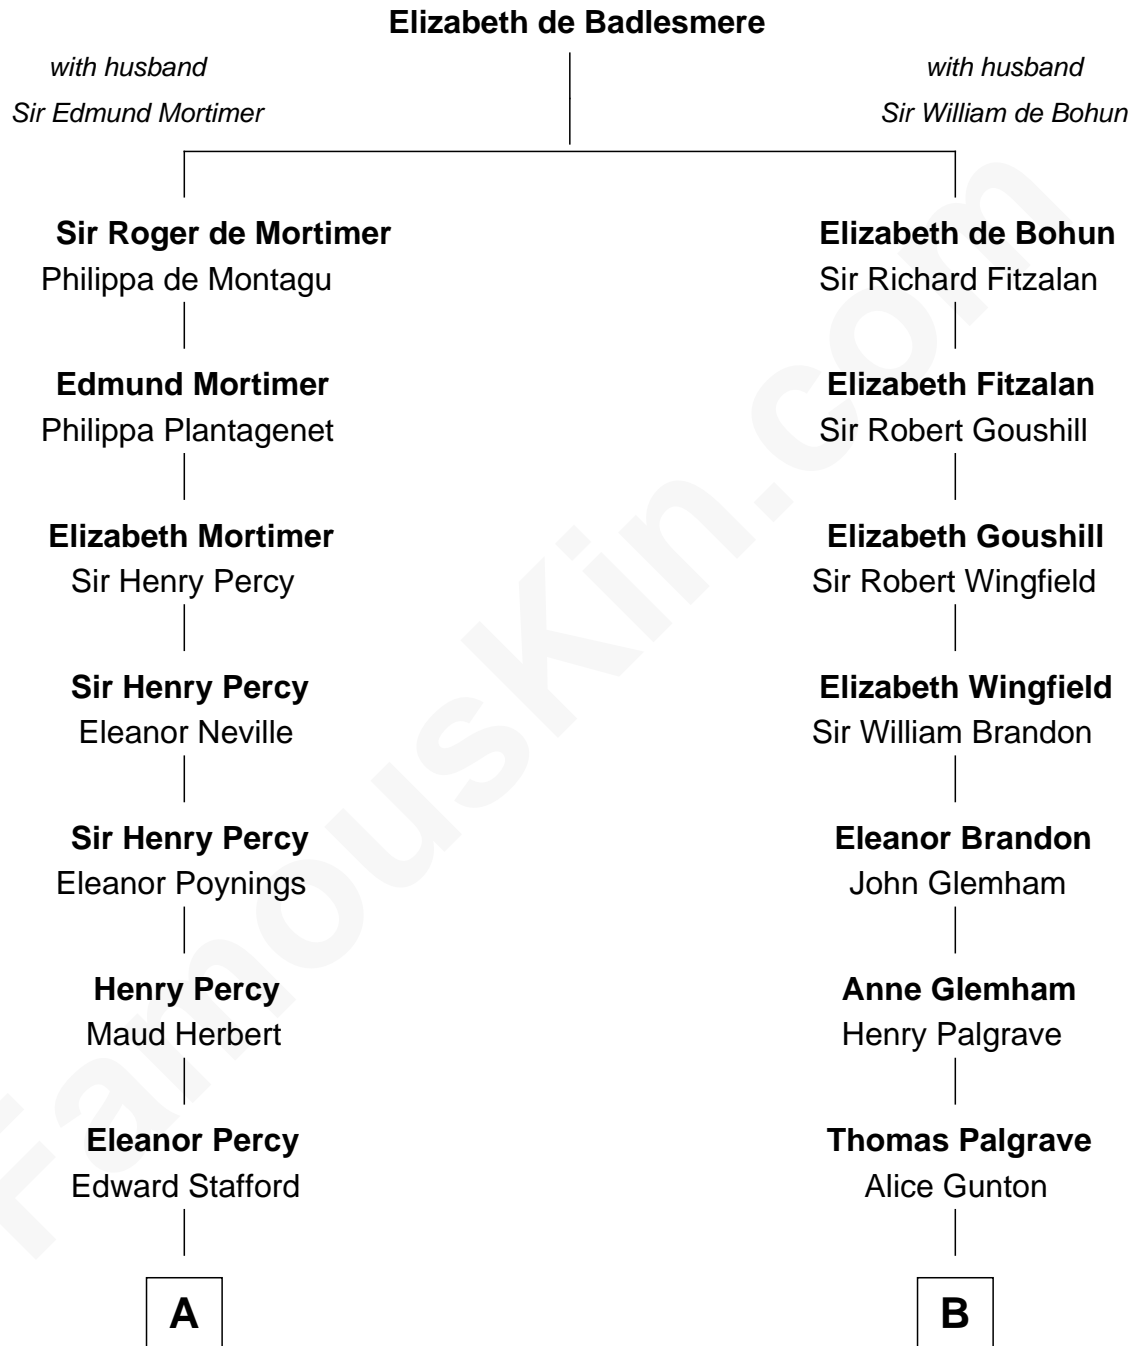 Elizabeth de Badlesmere
with husband
Sir Edmund Mortimer
with husband
Sir William de Bohun
Sir Roger de Mortimer
Philippa de Montagu
Elizabeth de Bohun
Sir Richard Fitzalan
Edmund Mortimer
Philippa Plantagenet
Elizabeth Fitzalan
Sir Robert Goushill
Elizabeth Mortimer
Sir Henry Percy
Elizabeth Goushill
Sir Robert Wingfield
Sir Henry Percy
Eleanor Neville
Elizabeth Wingfield
Sir William Brandon
Sir Henry Percy
Eleanor Poynings
Eleanor Brandon
John Glemham
Henry Percy
Maud Herbert
Anne Glemham
Henry Palgrave
Eleanor Percy
Edward Stafford
Thomas Palgrave
Alice Gunton
A
B
FamousKin.com